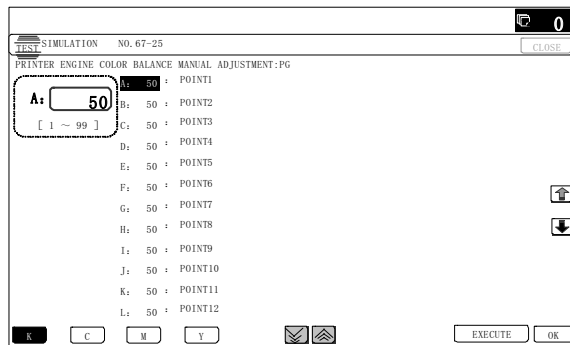 0
TEST SIMULATION NO.67-25
CLOSE
PRINTER ENGINE COLOR BALANCE MANUAL ADJUSTMENT:PG
A: 50
[ 1 ~ 99 ]
A: 50 : POINT1
B: 50 : POINT2
C: 50 : POINT3
D: 50 : POINT4
E: 50 : POINT5
F: 50 : POINT6
G: 50 : POINT7
H: 50 : POINT8
I: 50 : POINT9
J: 50 : POINT10
K: 50 : POINT11
L: 50 : POINT12
K C M Y EXECUTE OK